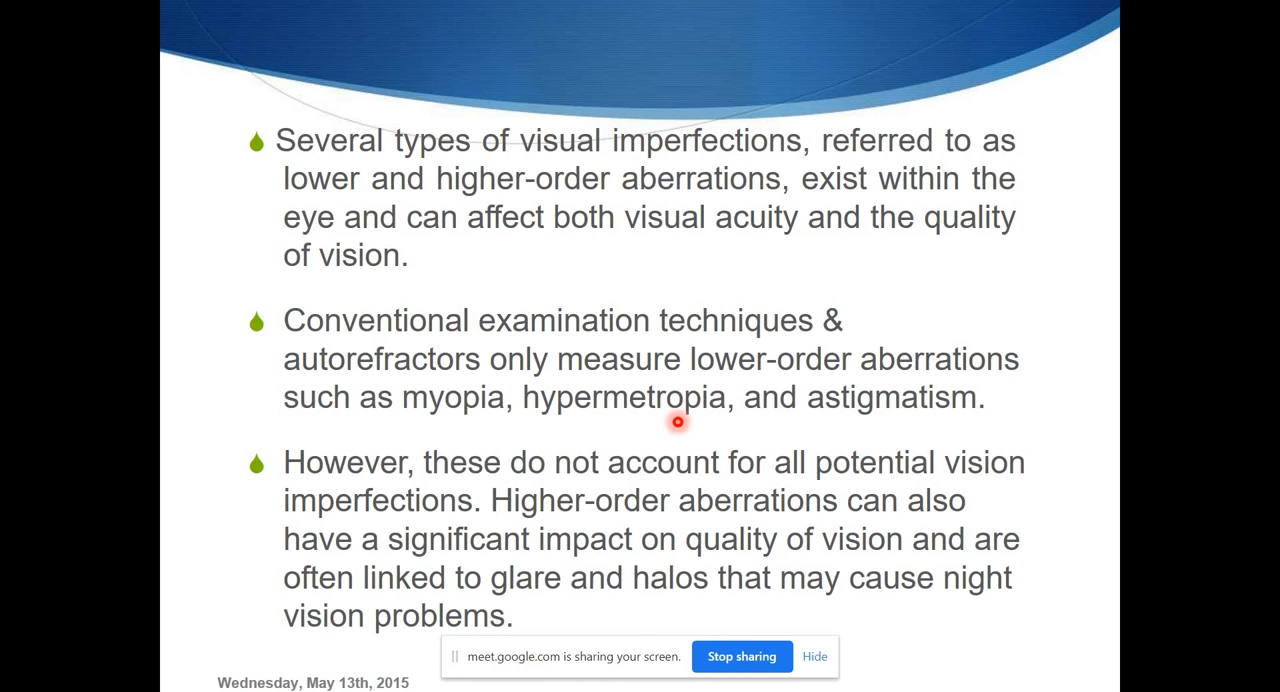 Several types of visual imperfections, referred to as
lower and higher-order aberrations, exist within the
eye and can affect both visual acuity and the quality
of vision.
Conventional examination techniques &
autorefractors only measure lower-order aberrations
such as myopia, hypermetropia, and astigmatism.
However, these do not account for all potential vision
imperfections. Higher-order aberrations can also
have a significant impact on quality of vision and are
often linked to glare and halos that may cause night
vision problems.
meet.google.com is sharing your screen. Stop sharing Hide
Wednesday, May 13th, 2015